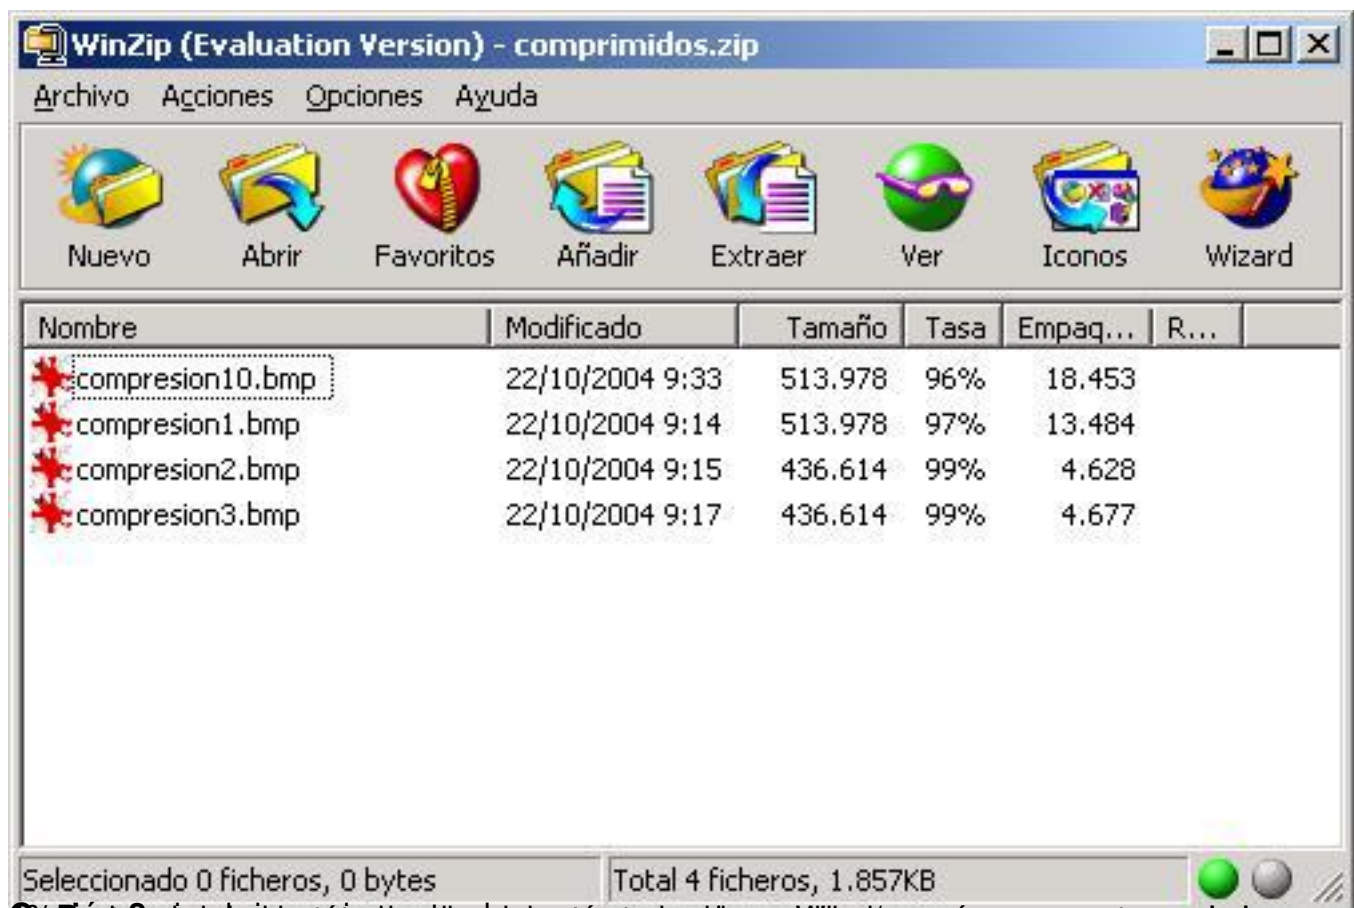 WinZip (Evaluation Version) - comprimidos.zip
Archivo Acciones Opciones Ayuda
Nuevo Abrir Favoritos Añadir Extraer Ver Iconos Wizard
Nombre Modificado Tamaño Tasa Empaq... R...
compresion10.bmp 22/10/2004 9:33 513.978 96% 18.453
compresion1.bmp 22/10/2004 9:14 513.978 97% 13.484
compresion2.bmp 22/10/2004 9:15 436.614 99% 4.628
compresion3.bmp 22/10/2004 9:17 436.614 99% 4.677
Seleccionado 0 ficheros, 0 bytes Total 4 ficheros, 1.857KB